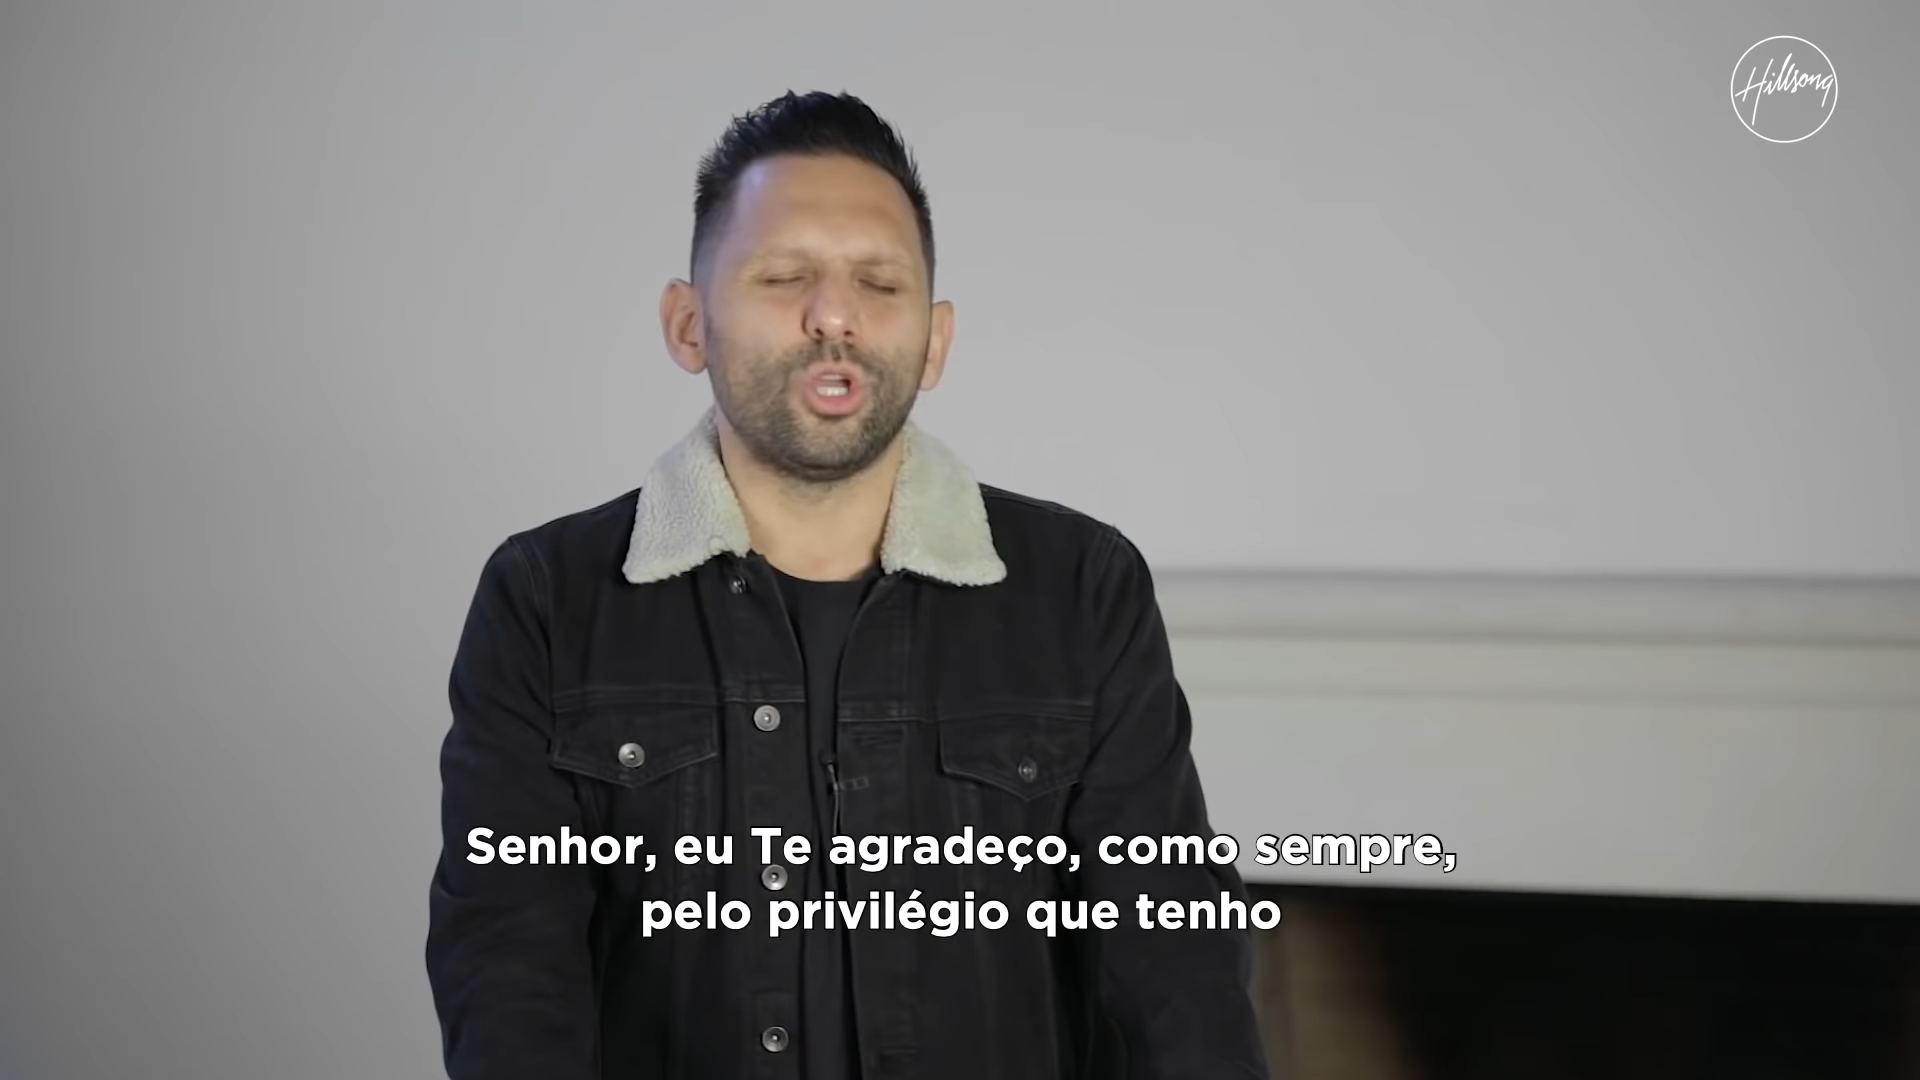 Hillsong
Senhor, eu Te agradeço, como sempre,
pelo privilégio que tenho